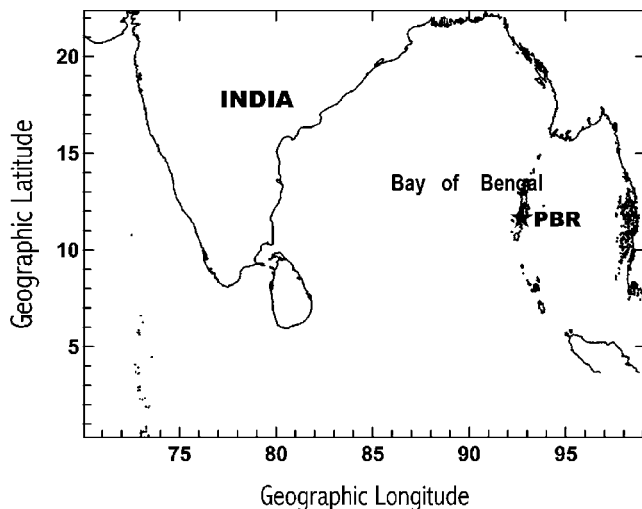 20
INDIA
15
Bay of Bengal
PBR
10
5
Geographic Latitude
75 80 85 90 95
Geographic Longitude